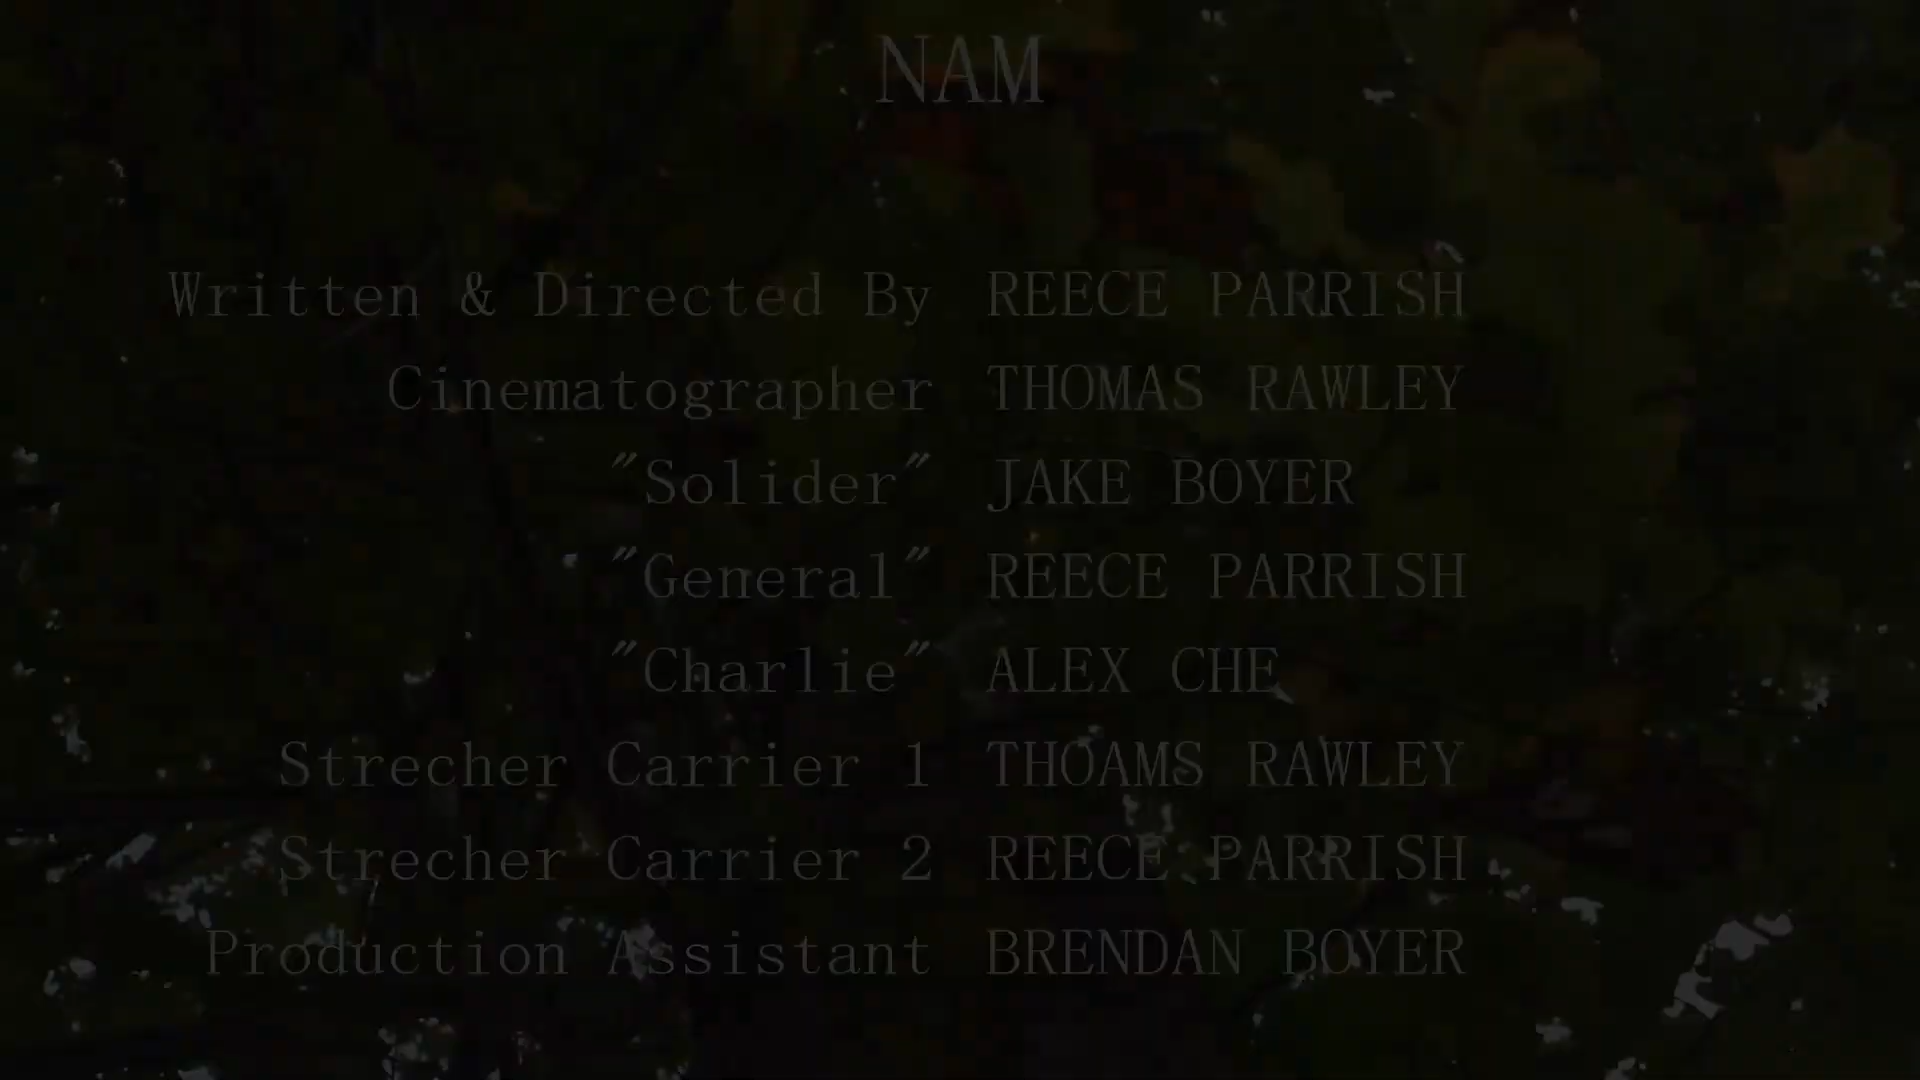 NAM
Written & Directed By REECE PARRISH
Cinematographer THOMAS RAWLEY
"Solider" JAKE BOYER
"General" REECE PARRISH
"Charlie" ALEX CHE
Strecher Carrier 1 THOAMS RAWLEY
Strecher Carrier 2 REECE PARRISH
Production Assistant BRENDAN BOYER